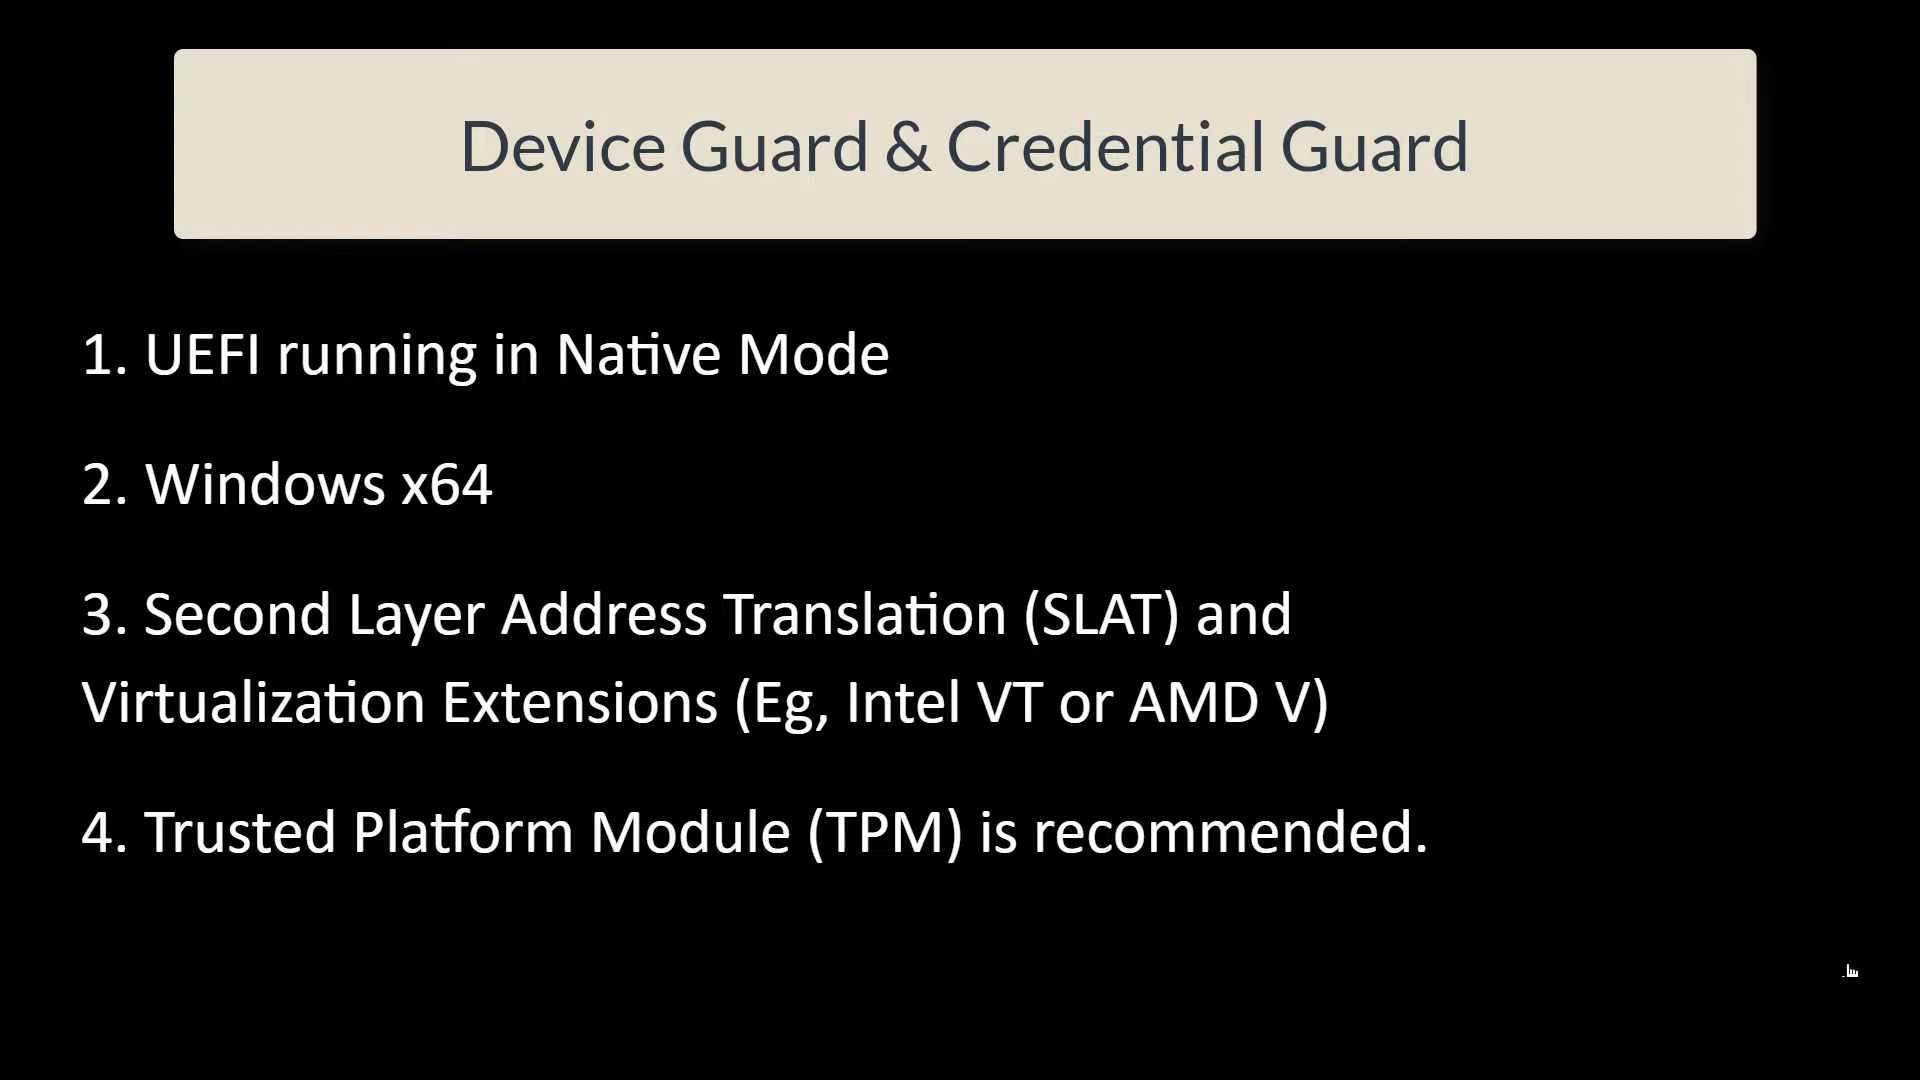 Device Guard & Credential Guard
1. UEFI running in Native Mode
2. Windows x64
3. Second Layer Address Translation (SLAT) and
Virtualization Extensions (Eg, Intel VT or AMD V)
4. Trusted Platform Module (TPM) is recommended.